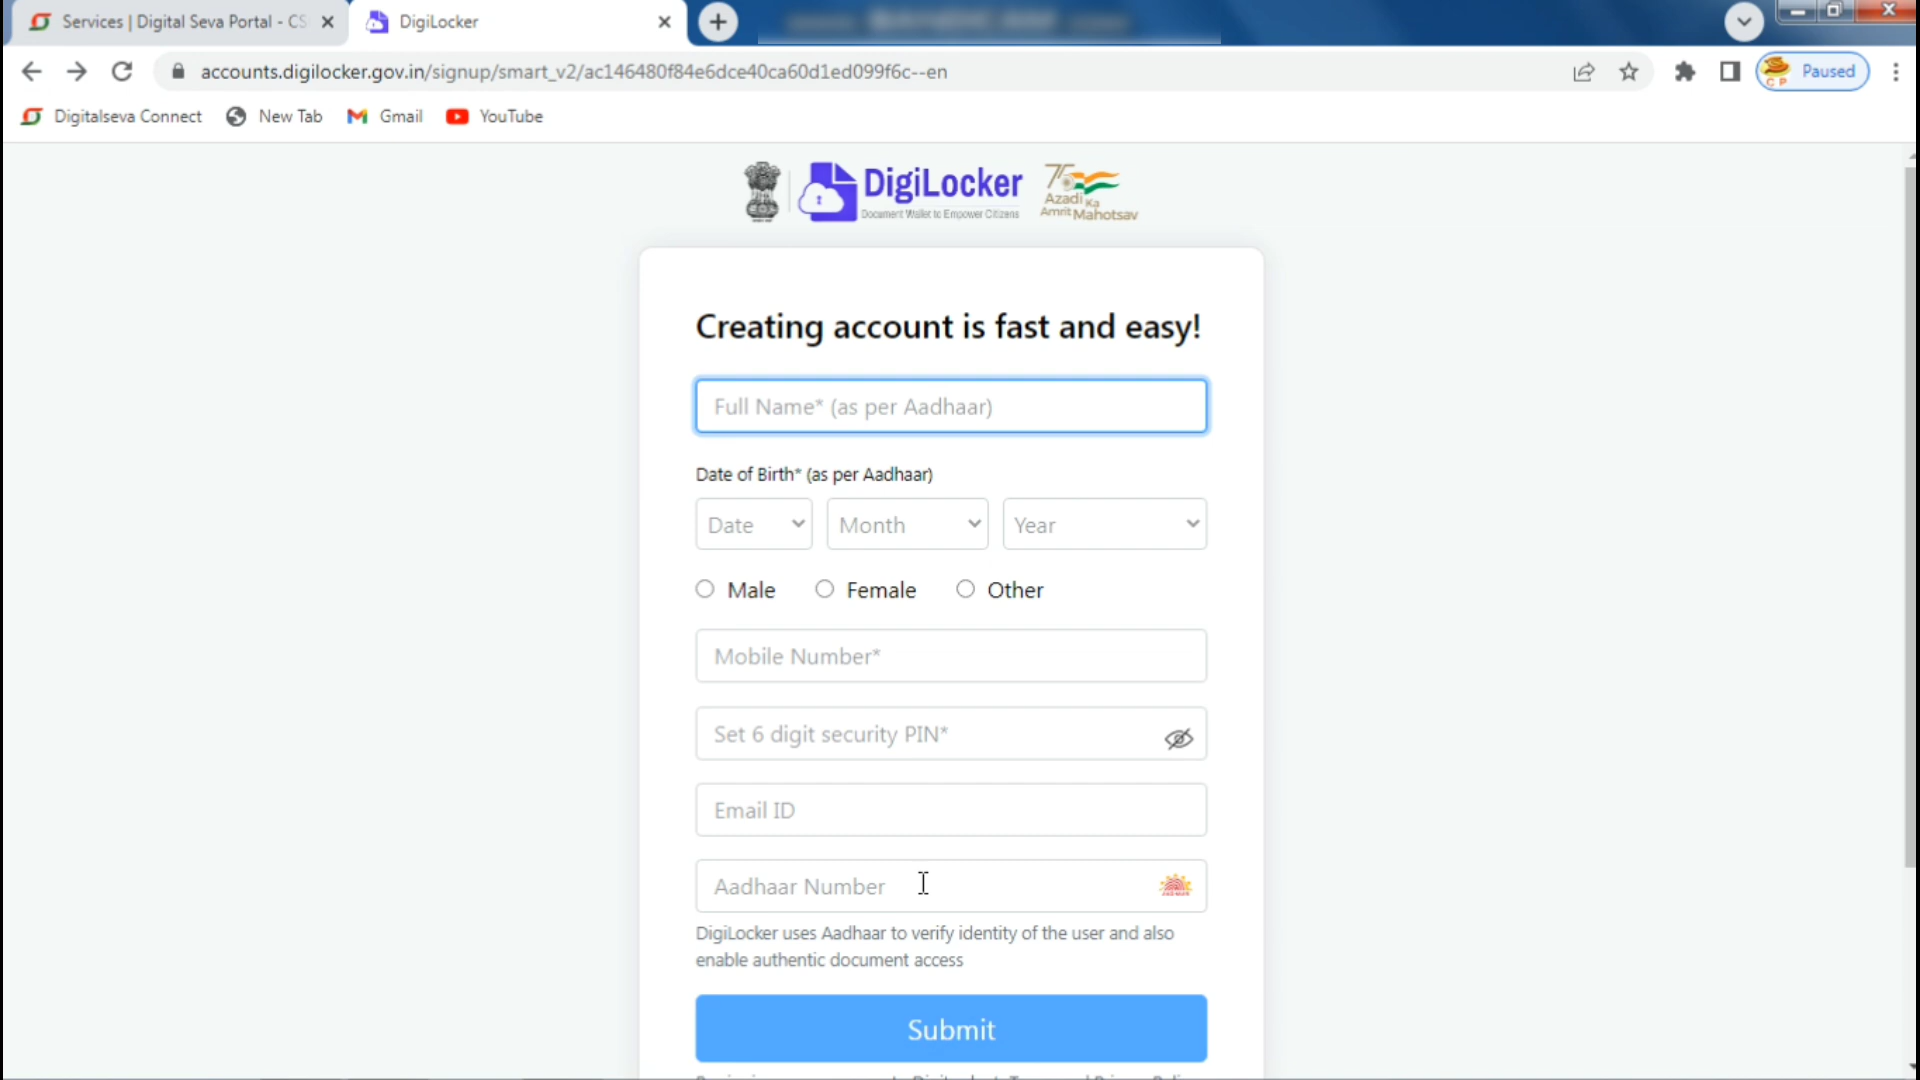 Services | Digital Seva Portal - CS
DigiLocker
accounts.digilocker.gov.in/signup/smart_v2/ac146480f84e6dce40ca60d1ed099f6c--en
Paused
Digitalseva Connect
New Tab
Gmail
YouTube
DigiLocker
Document Wallet to Empower Citizens
75
Azadi Ka
Amrit Mahotsav
Creating account is fast and easy!
Full Name* (as per Aadhaar)
Date of Birth* (as per Aadhaar)
Date
Month
Year
Male
Female
Other
Mobile Number*
Set 6 digit security PIN*
Email ID
Aadhaar Number
DigiLocker uses Aadhaar to verify identity of the user and also
enable authentic document access
Submit